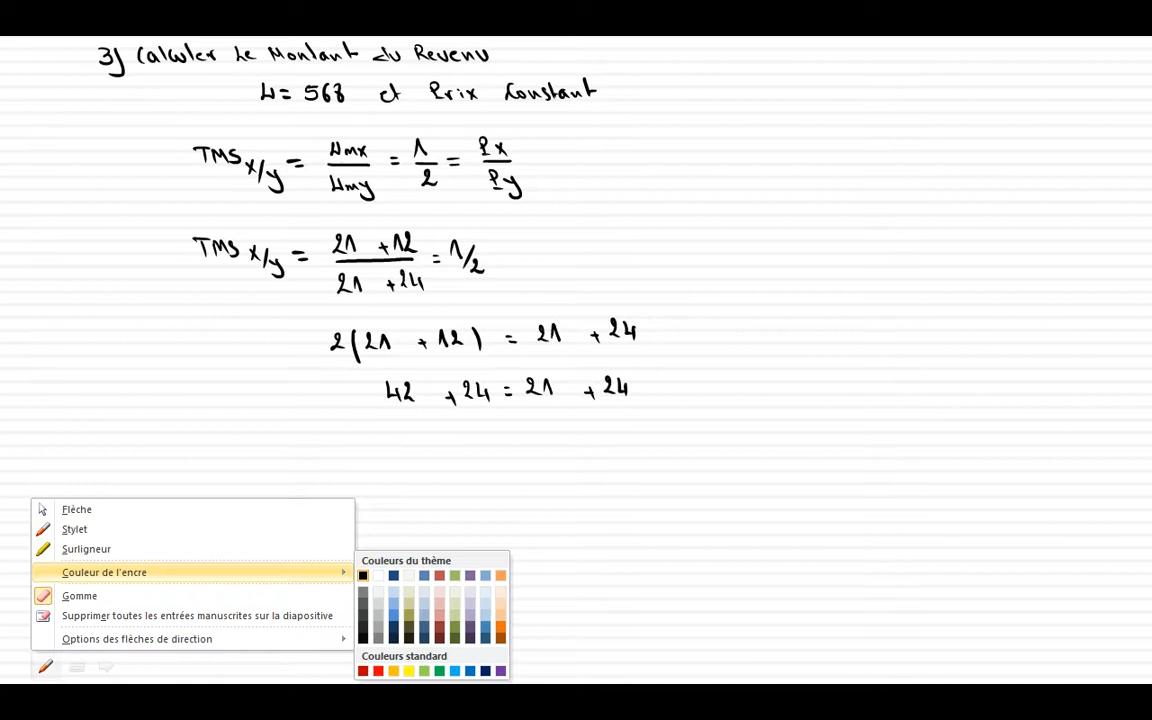 3) Calculer Le Montant du Revenu
U = 568 et Prix Constant
TMS x/y = Umx/Umy = 1/2 = Px/Py
TMS x/y = 21 +12 / 21 +24 = 1/2
2(21 +12) = 21 +24
42 +24 = 21 +24
Flèche
Stylet
Surligneur
Couleur de l'encre
Gomme
Supprimer toutes les entrées manuscrites sur la diapositive
Options des flèches de direction
Couleurs du thème
Couleurs standard